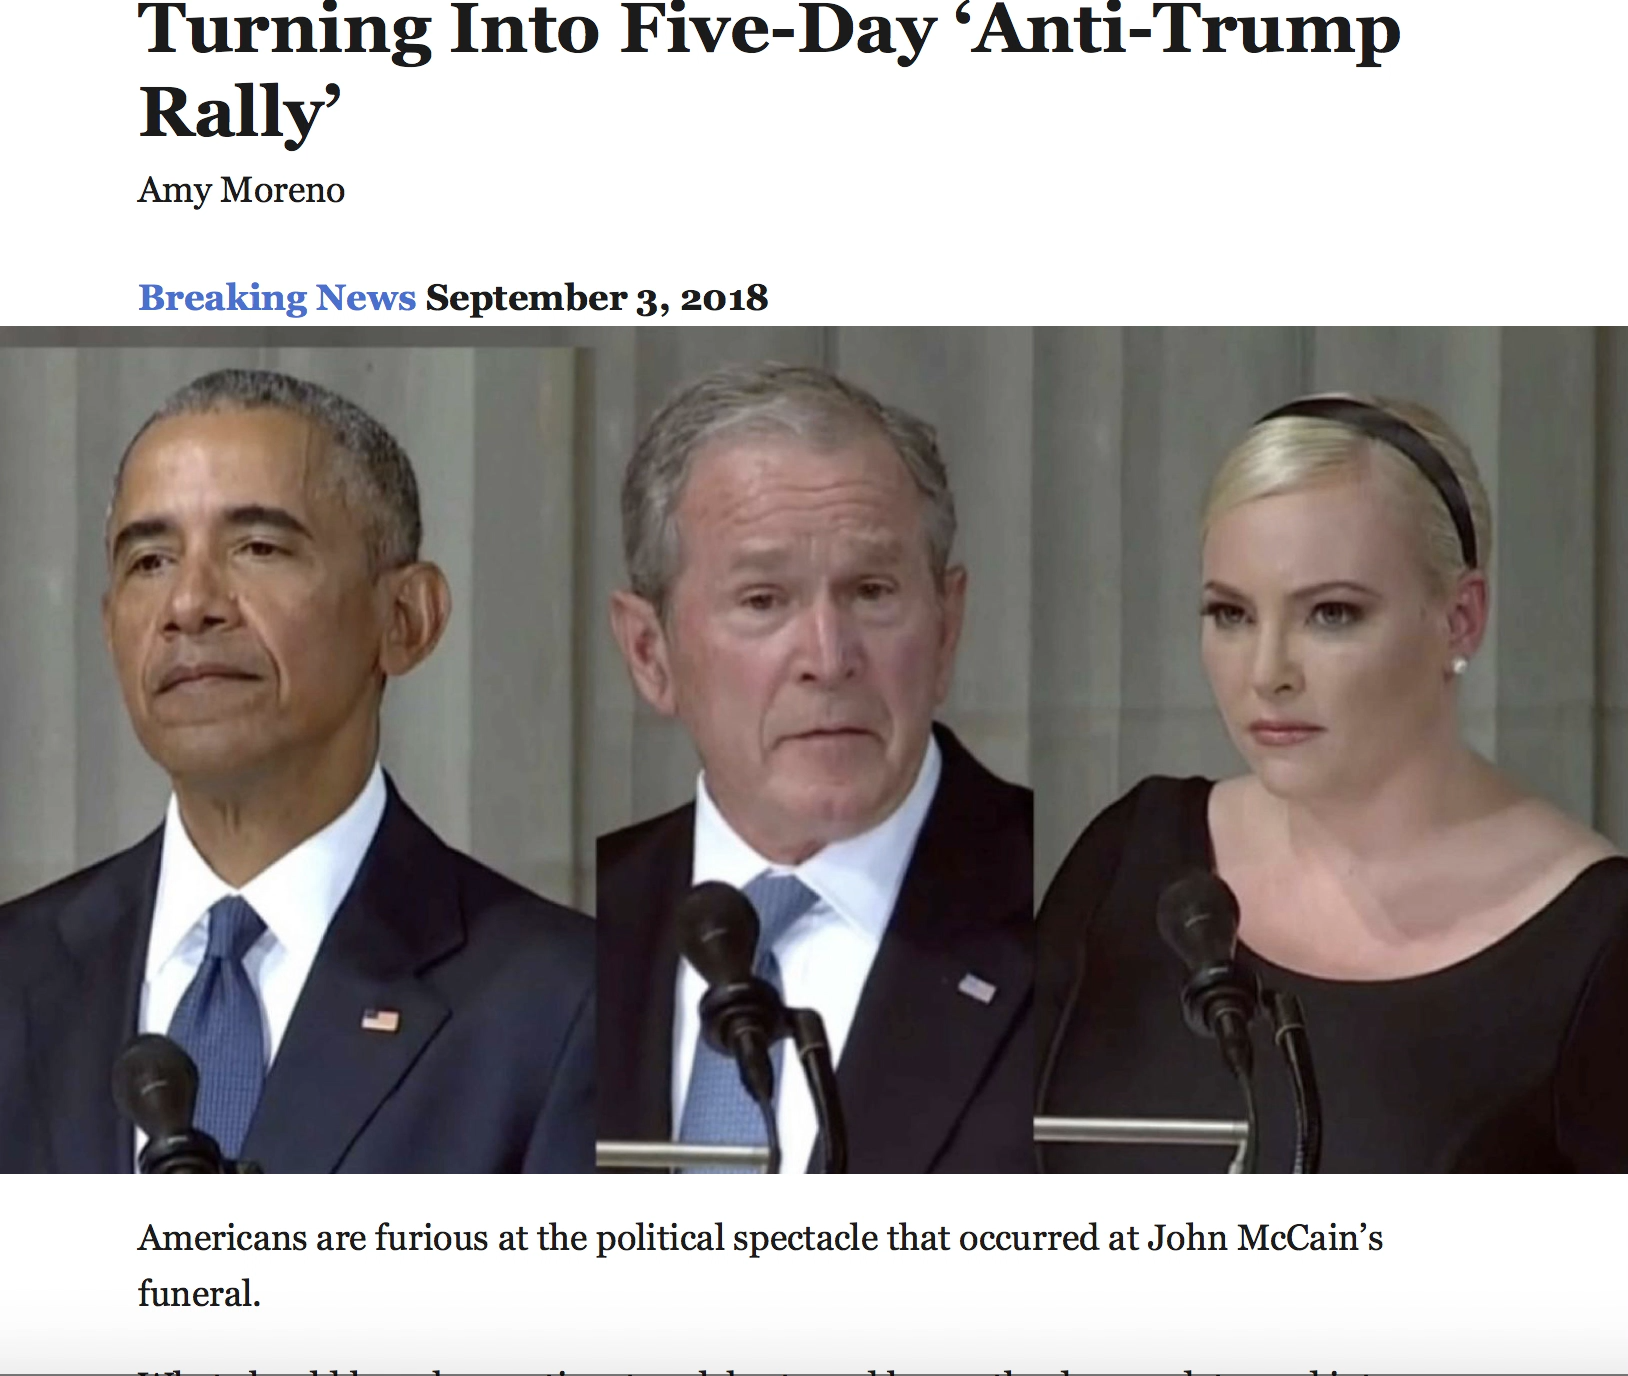 Turning Into Five-Day ‘Anti-Trump
Rally’
Amy Moreno
Breaking News September 3, 2018
Americans are furious at the political spectacle that occurred at John McCain’s
funeral.